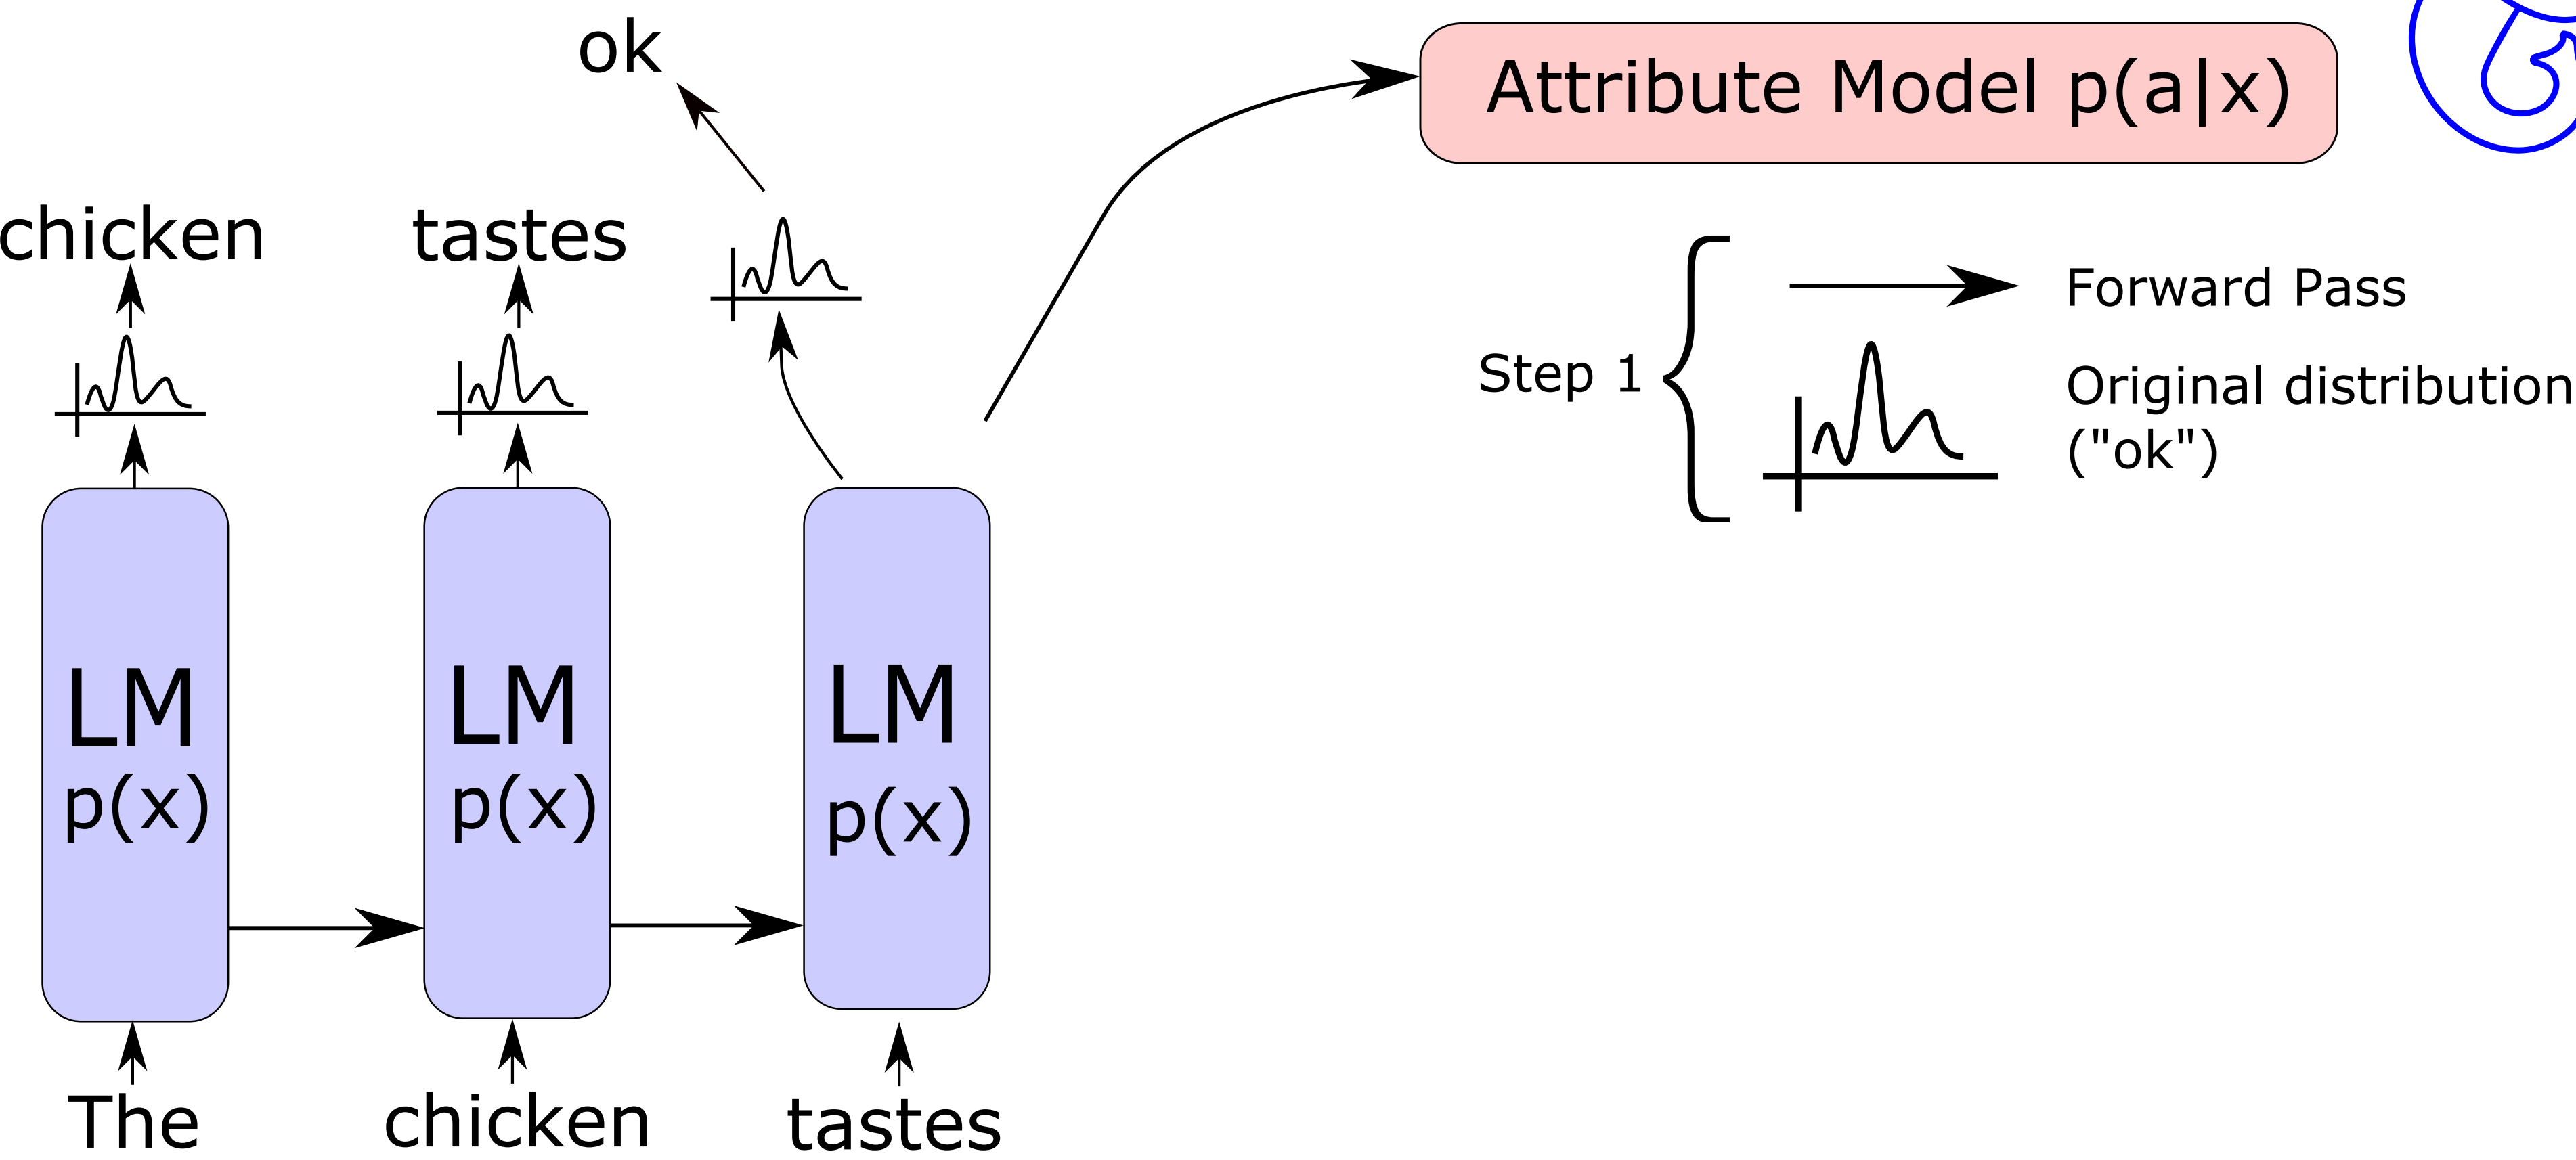 ok
Attribute Model p(a|x)
chicken
tastes
Forward Pass
Step 1
Original distribution
("ok")
LM
p(x)
LM
p(x)
LM
p(x)
The
chicken
tastes